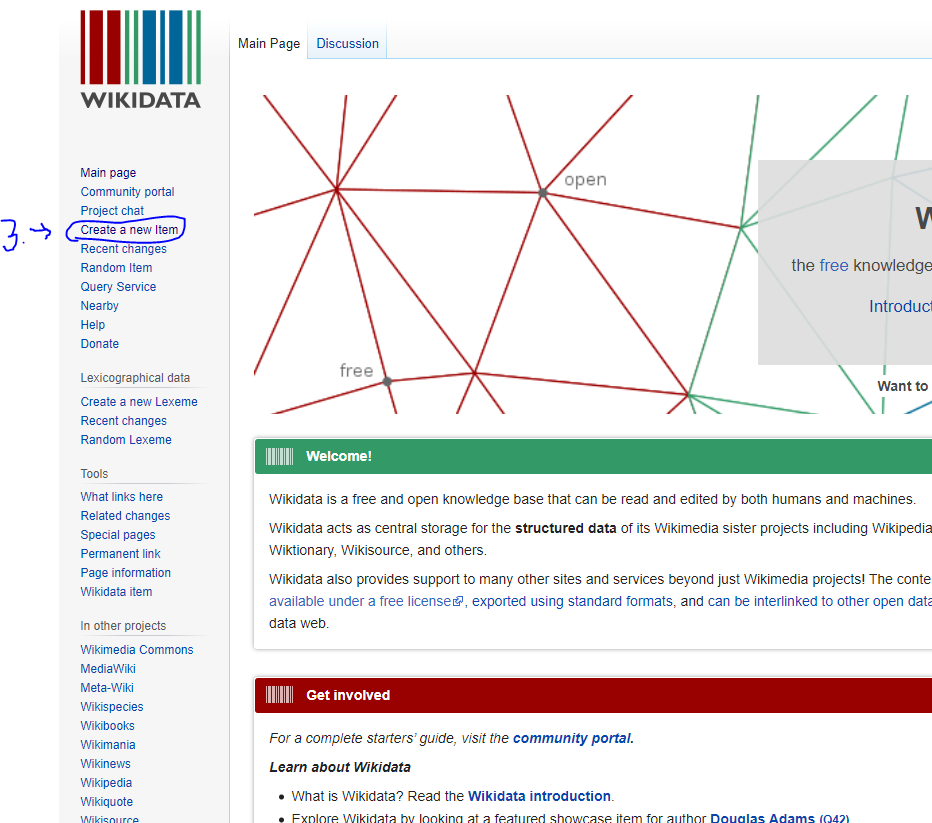 WIKIDATA
Main Page
Discussion
Main page
Community portal
Project chat
3. → Create a new Item
Recent changes
Random Item
Query Service
Nearby
Help
Donate
Lexicographical data
Create a new Lexeme
Recent changes
Random Lexeme
Tools
What links here
Related changes
Special pages
Permanent link
Page information
Wikidata item
In other projects
Wikimedia Commons
MediaWiki
Meta-Wiki
Wikispecies
Wikibooks
Wikimania
Wikinews
Wikipedia
Wikiquote
Wikisource
open
free
W
the free knowledge
Introduct
Want to
Welcome!
Wikidata is a free and open knowledge base that can be read and edited by both humans and machines.
Wikidata acts as central storage for the structured data of its Wikimedia sister projects including Wikipedia
Wiktionary, Wikisource, and others.
Wikidata also provides support to many other sites and services beyond just Wikimedia projects! The conte
available under a free license, exported using standard formats, and can be interlinked to other open data
data web.
Get involved
For a complete starters’ guide, visit the community portal.
Learn about Wikidata
• What is Wikidata? Read the Wikidata introduction.
• Explore Wikidata by looking at a featured showcase item for author Douglas Adams (Q42)